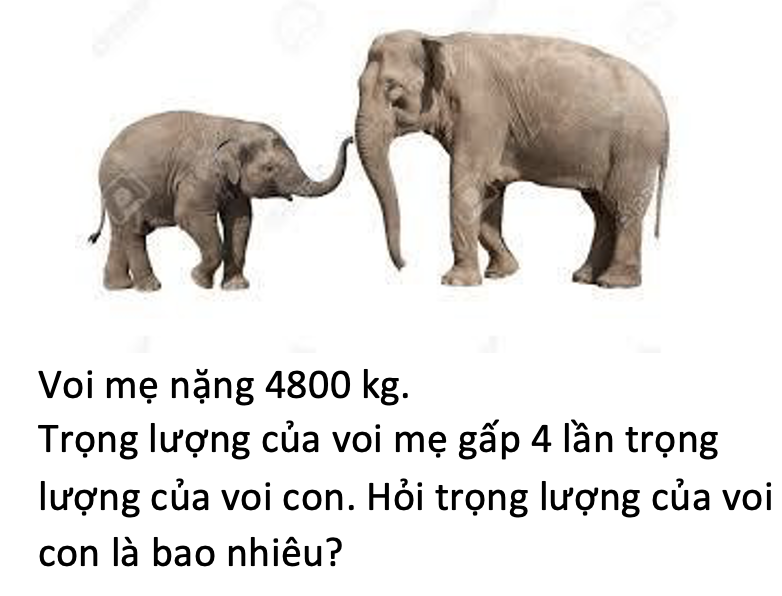 Voi mẹ nặng 4800 kg.
Trọng lượng của voi mẹ gấp 4 lần trọng
lượng của voi con. Hỏi trọng lượng của voi
con là bao nhiêu?